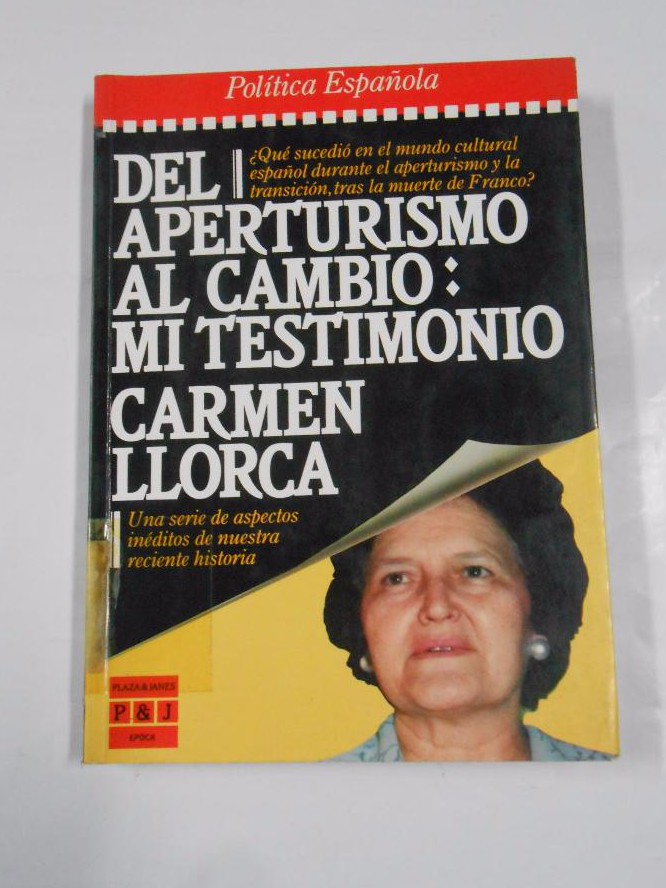 Política Española
DEL
¿Qué sucedió en el mundo cultural
español durante el aperturismo y la
transición, tras la muerte de Franco?
APERTURISMO
AL CAMBIO:
MI TESTIMONIO
CARMEN
LLORCA
Una serie de aspectos
inéditos de nuestra
reciente historia
PLAZA & JANES
P & J
EPOCA